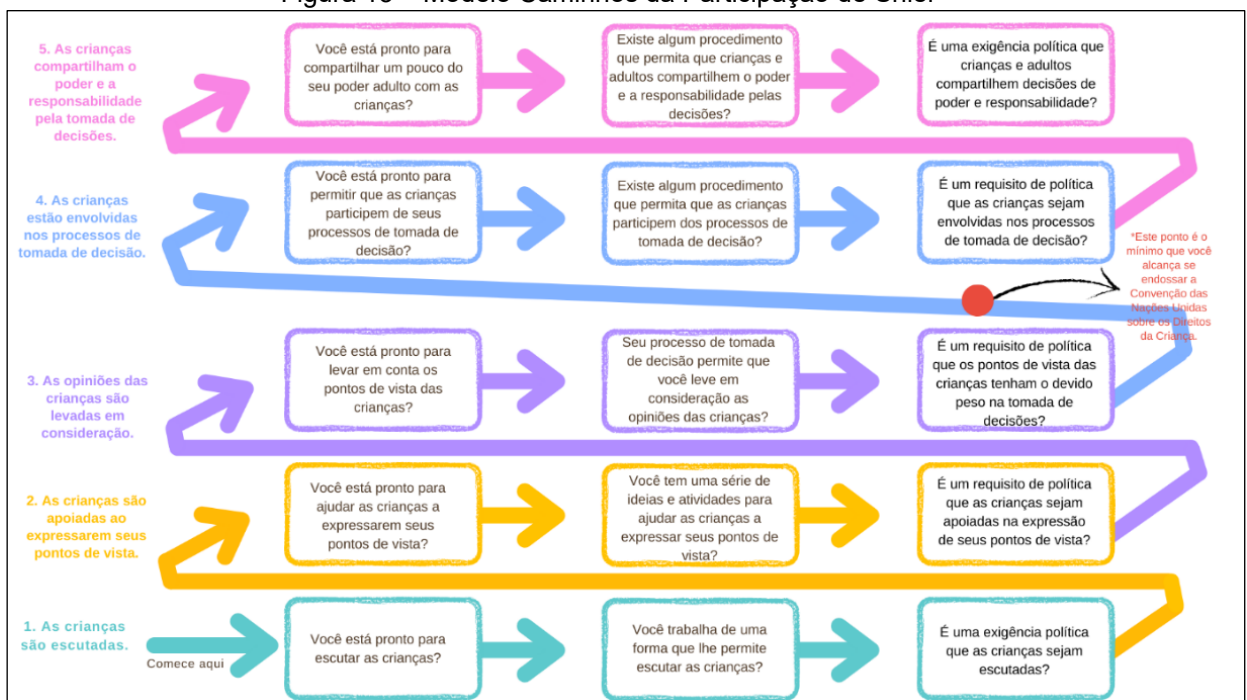 Figura 18 – Modelo Caminhos da Participação de Shier
5. As crianças
compartilham o
poder e a
responsabilidade
pela tomada de
decisões.
Você está pronto para
compartilhar um pouco do
seu poder adulto com as
crianças?
Existe algum procedimento
que permita que crianças e
adultos compartilhem o poder
e a responsabilidade pelas
decisões?
É uma exigência política que
crianças e adultos
compartilhem decisões de
poder e responsabilidade?
4. As crianças
estão envolvidas
nos processos de
tomada de decisão.
Você está pronto para
permitir que as crianças
participem de seus
processos de tomada de
decisão?
Existe algum procedimento
que permita que as crianças
participem dos processos de
tomada de decisão?
É um requisito de política
que as crianças sejam
envolvidas nos processos
de tomada de decisão?
*Este ponto é o
mínimo que você
alcança se
endossar a
Convenção das
Nações Unidas
sobre os Direitos
da Criança.
3. As opiniões das
crianças são
levadas em
consideração.
Você está pronto para
levar em conta os
pontos de vista das
crianças?
Seu processo de tomada
de decisão permite que
você leve em
consideração as
opiniões das crianças?
É um requisito de política
que os pontos de vista das
crianças tenham o devido
peso na tomada de
decisões?
2. As crianças são
apoiadas ao
expressarem seus
pontos de vista.
Você está pronto para
ajudar as crianças a
expressarem seus
pontos de vista?
Você tem uma série de
ideias e atividades para
ajudar as crianças a
expressar seus pontos de
vista?
É um requisito de política
que as crianças sejam
apoiadas na expressão
de seus pontos de vista?
1. As crianças
são escutadas.
Comece aqui
Você está pronto para
escutar as crianças?
Você trabalha de uma
forma que lhe permite
escutar as crianças?
É uma exigência política
que as crianças sejam
escutadas?